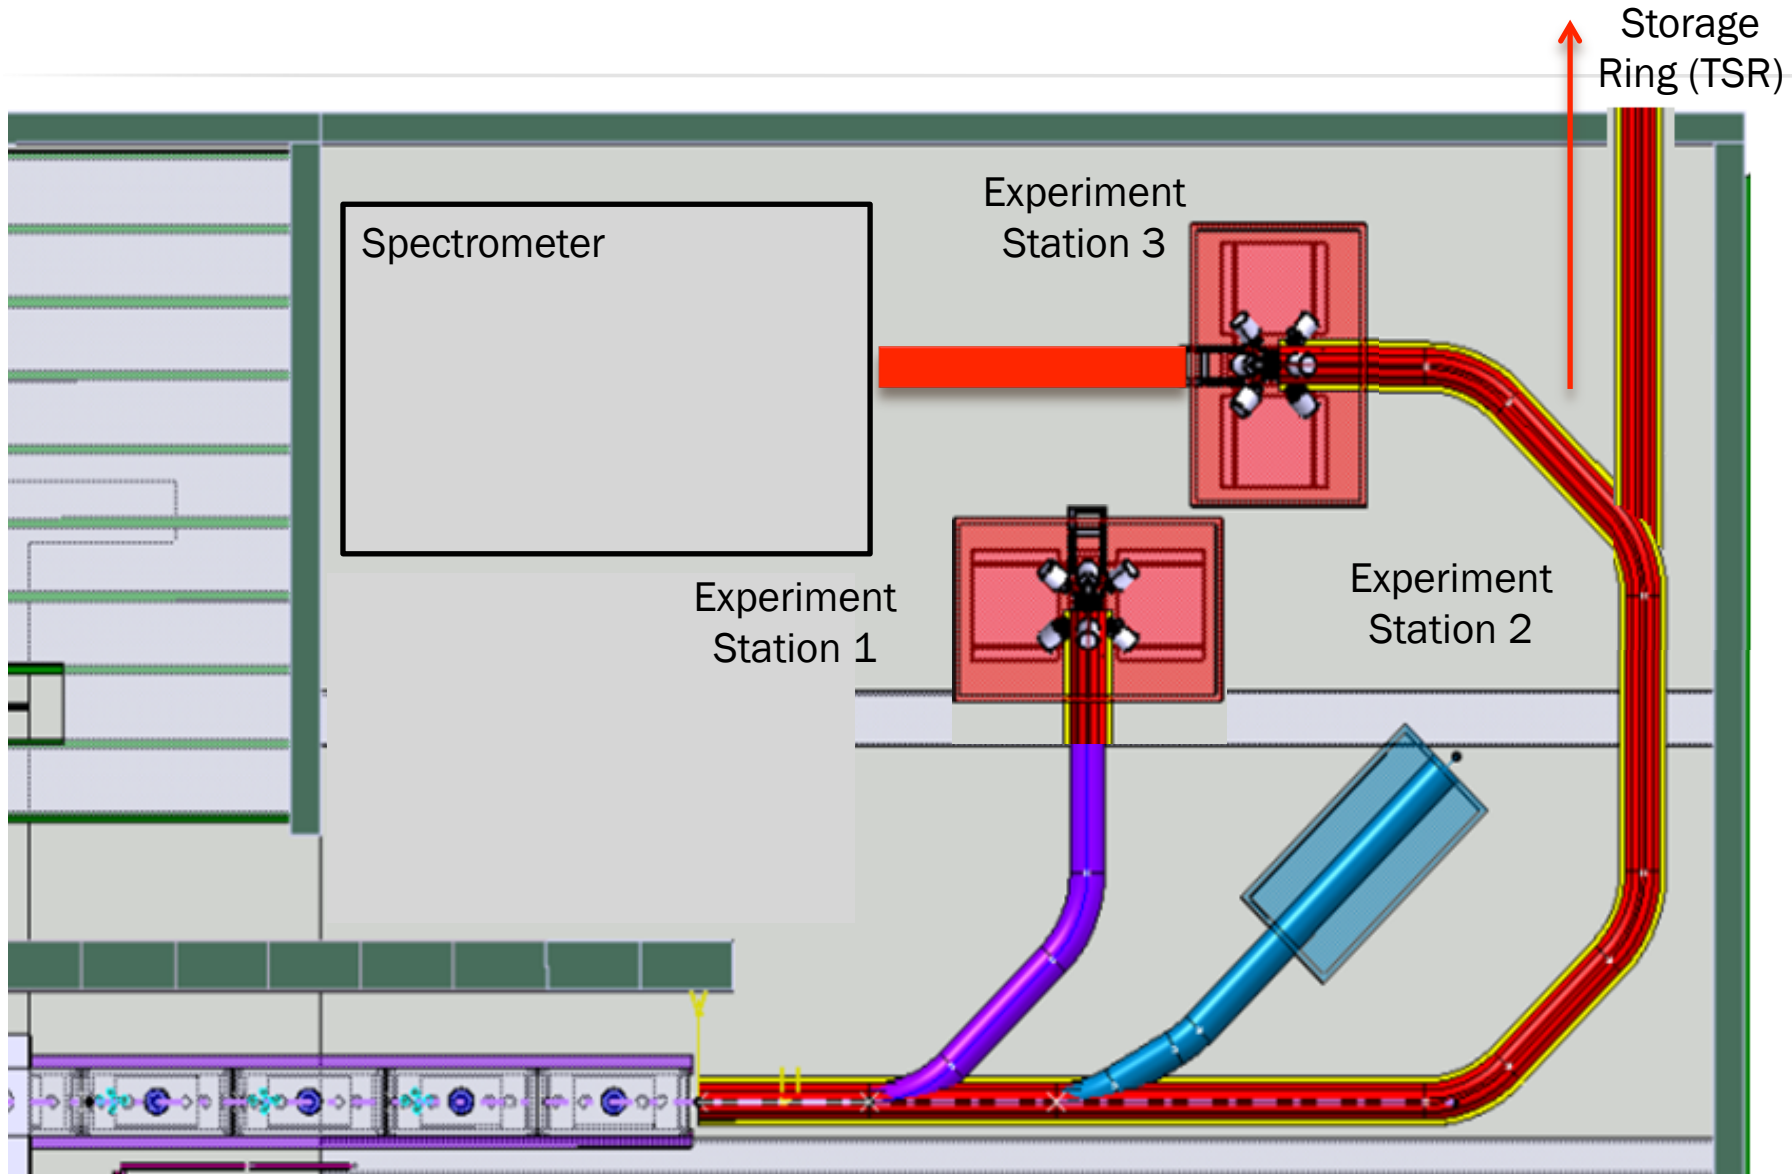 Storage
Ring (TSR)
Experiment
Station 3
Spectrometer
Experiment
Station 2
Experiment
Station 1
Y
H